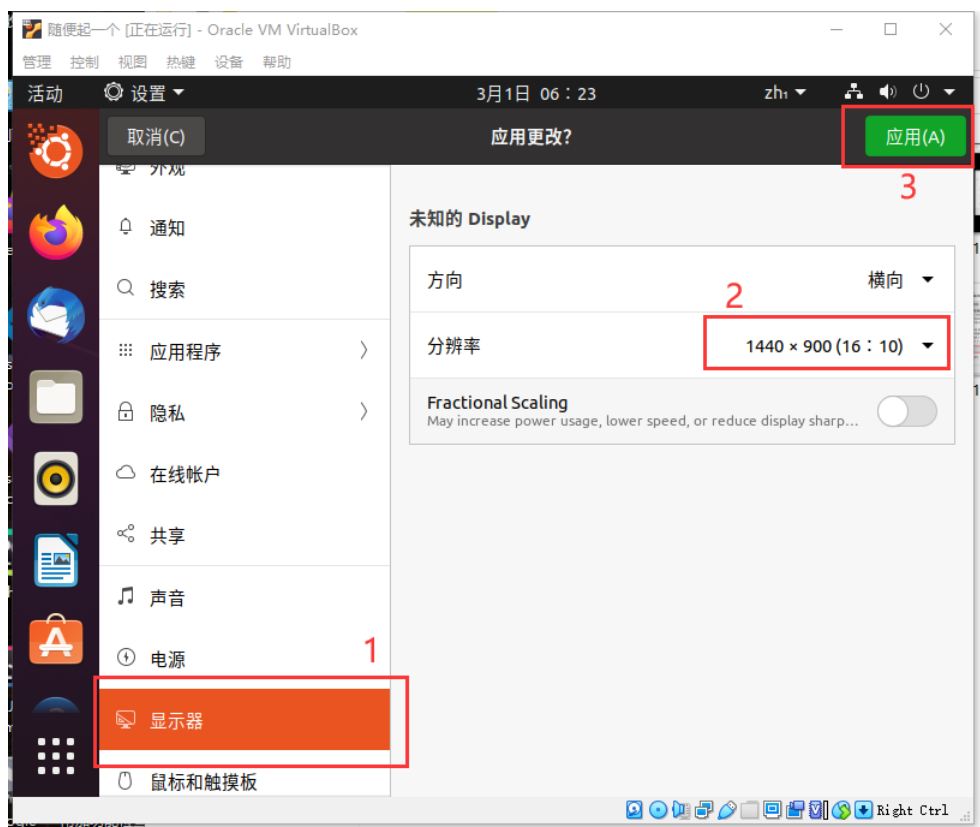 随便起一个 [正在运行] - Oracle VM VirtualBox
管理 控制 视图 热键 设备 帮助
活动 设置 3月1日 06：23 zh₁
取消(C) 应用更改? 应用(A)
3
外观
通知
搜索
应用程序
隐私
在线帐户
共享
声音
电源
1
显示器
鼠标和触摸板
未知的 Display
方向 横向
2
分辨率 1440 × 900 (16：10)
Fractional Scaling
May increase power usage, lower speed, or reduce display sharp…
Right Ctrl